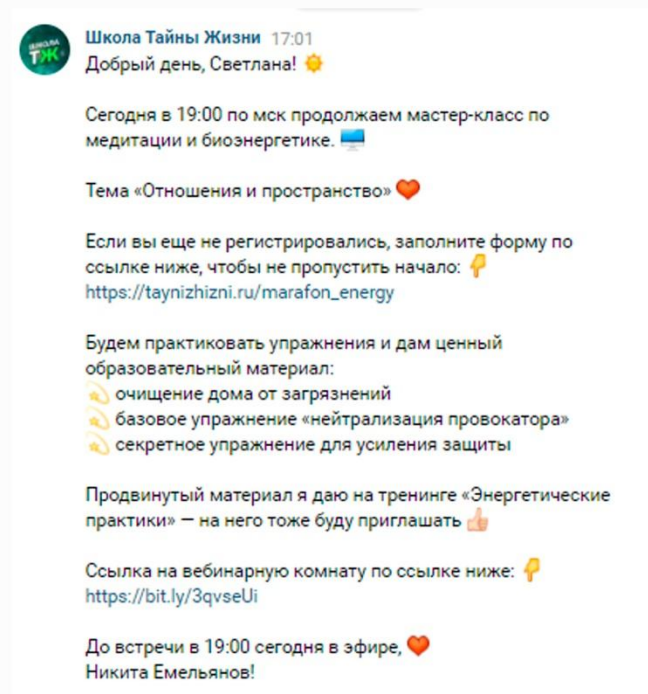 ШКОЛА
ТЖ
Школа Тайны Жизни 17:01
Добрый день, Светлана!
Сегодня в 19:00 по мск продолжаем мастер-класс по
медитации и биоэнергетике.
Тема «Отношения и пространство»
Если вы еще не регистрировались, заполните форму по
ссылке ниже, чтобы не пропустить начало:
https://taynizhizni.ru/marafon_energy
Будем практиковать упражнения и дам ценный
образовательный материал:
очищение дома от загрязнений
базовое упражнение «нейтрализация провокатора»
секретное упражнение для усиления защиты
Продвинутый материал я даю на тренинге «Энергетические
практики» — на него тоже буду приглашать
Ссылка на вебинарную комнату по ссылке ниже:
https://bit.ly/3qvseUi
До встречи в 19:00 сегодня в эфире,
Никита Емельянов!